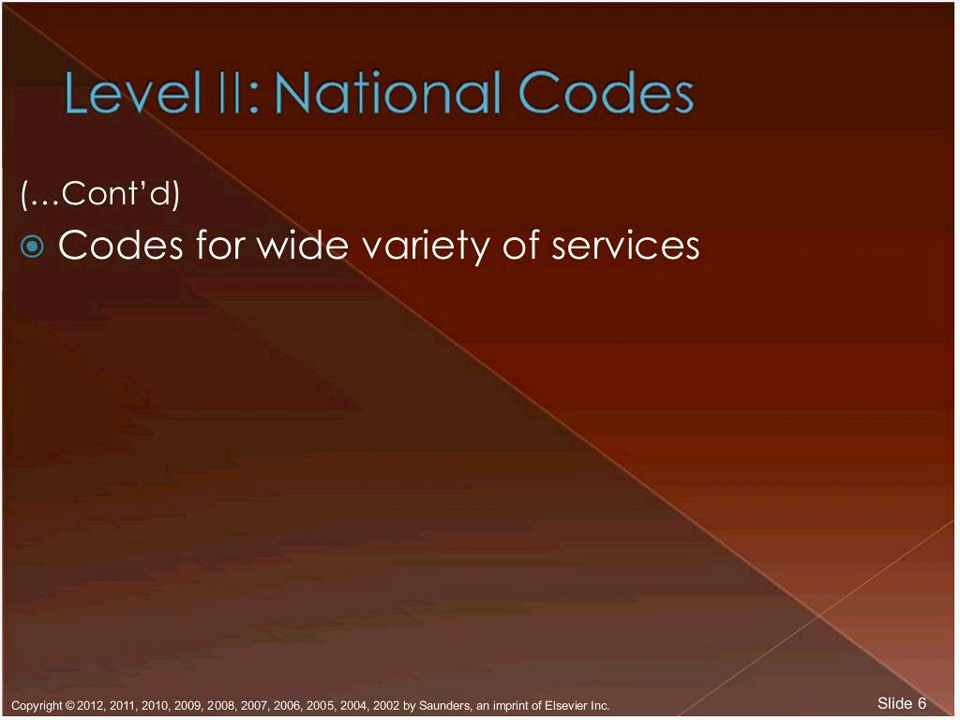 Level II: National Codes
(…Cont’d)
Codes for wide variety of services
Copyright © 2012, 2011, 2010, 2009, 2008, 2007, 2006, 2005, 2004, 2002 by Saunders, an imprint of Elsevier Inc.
Slide 6